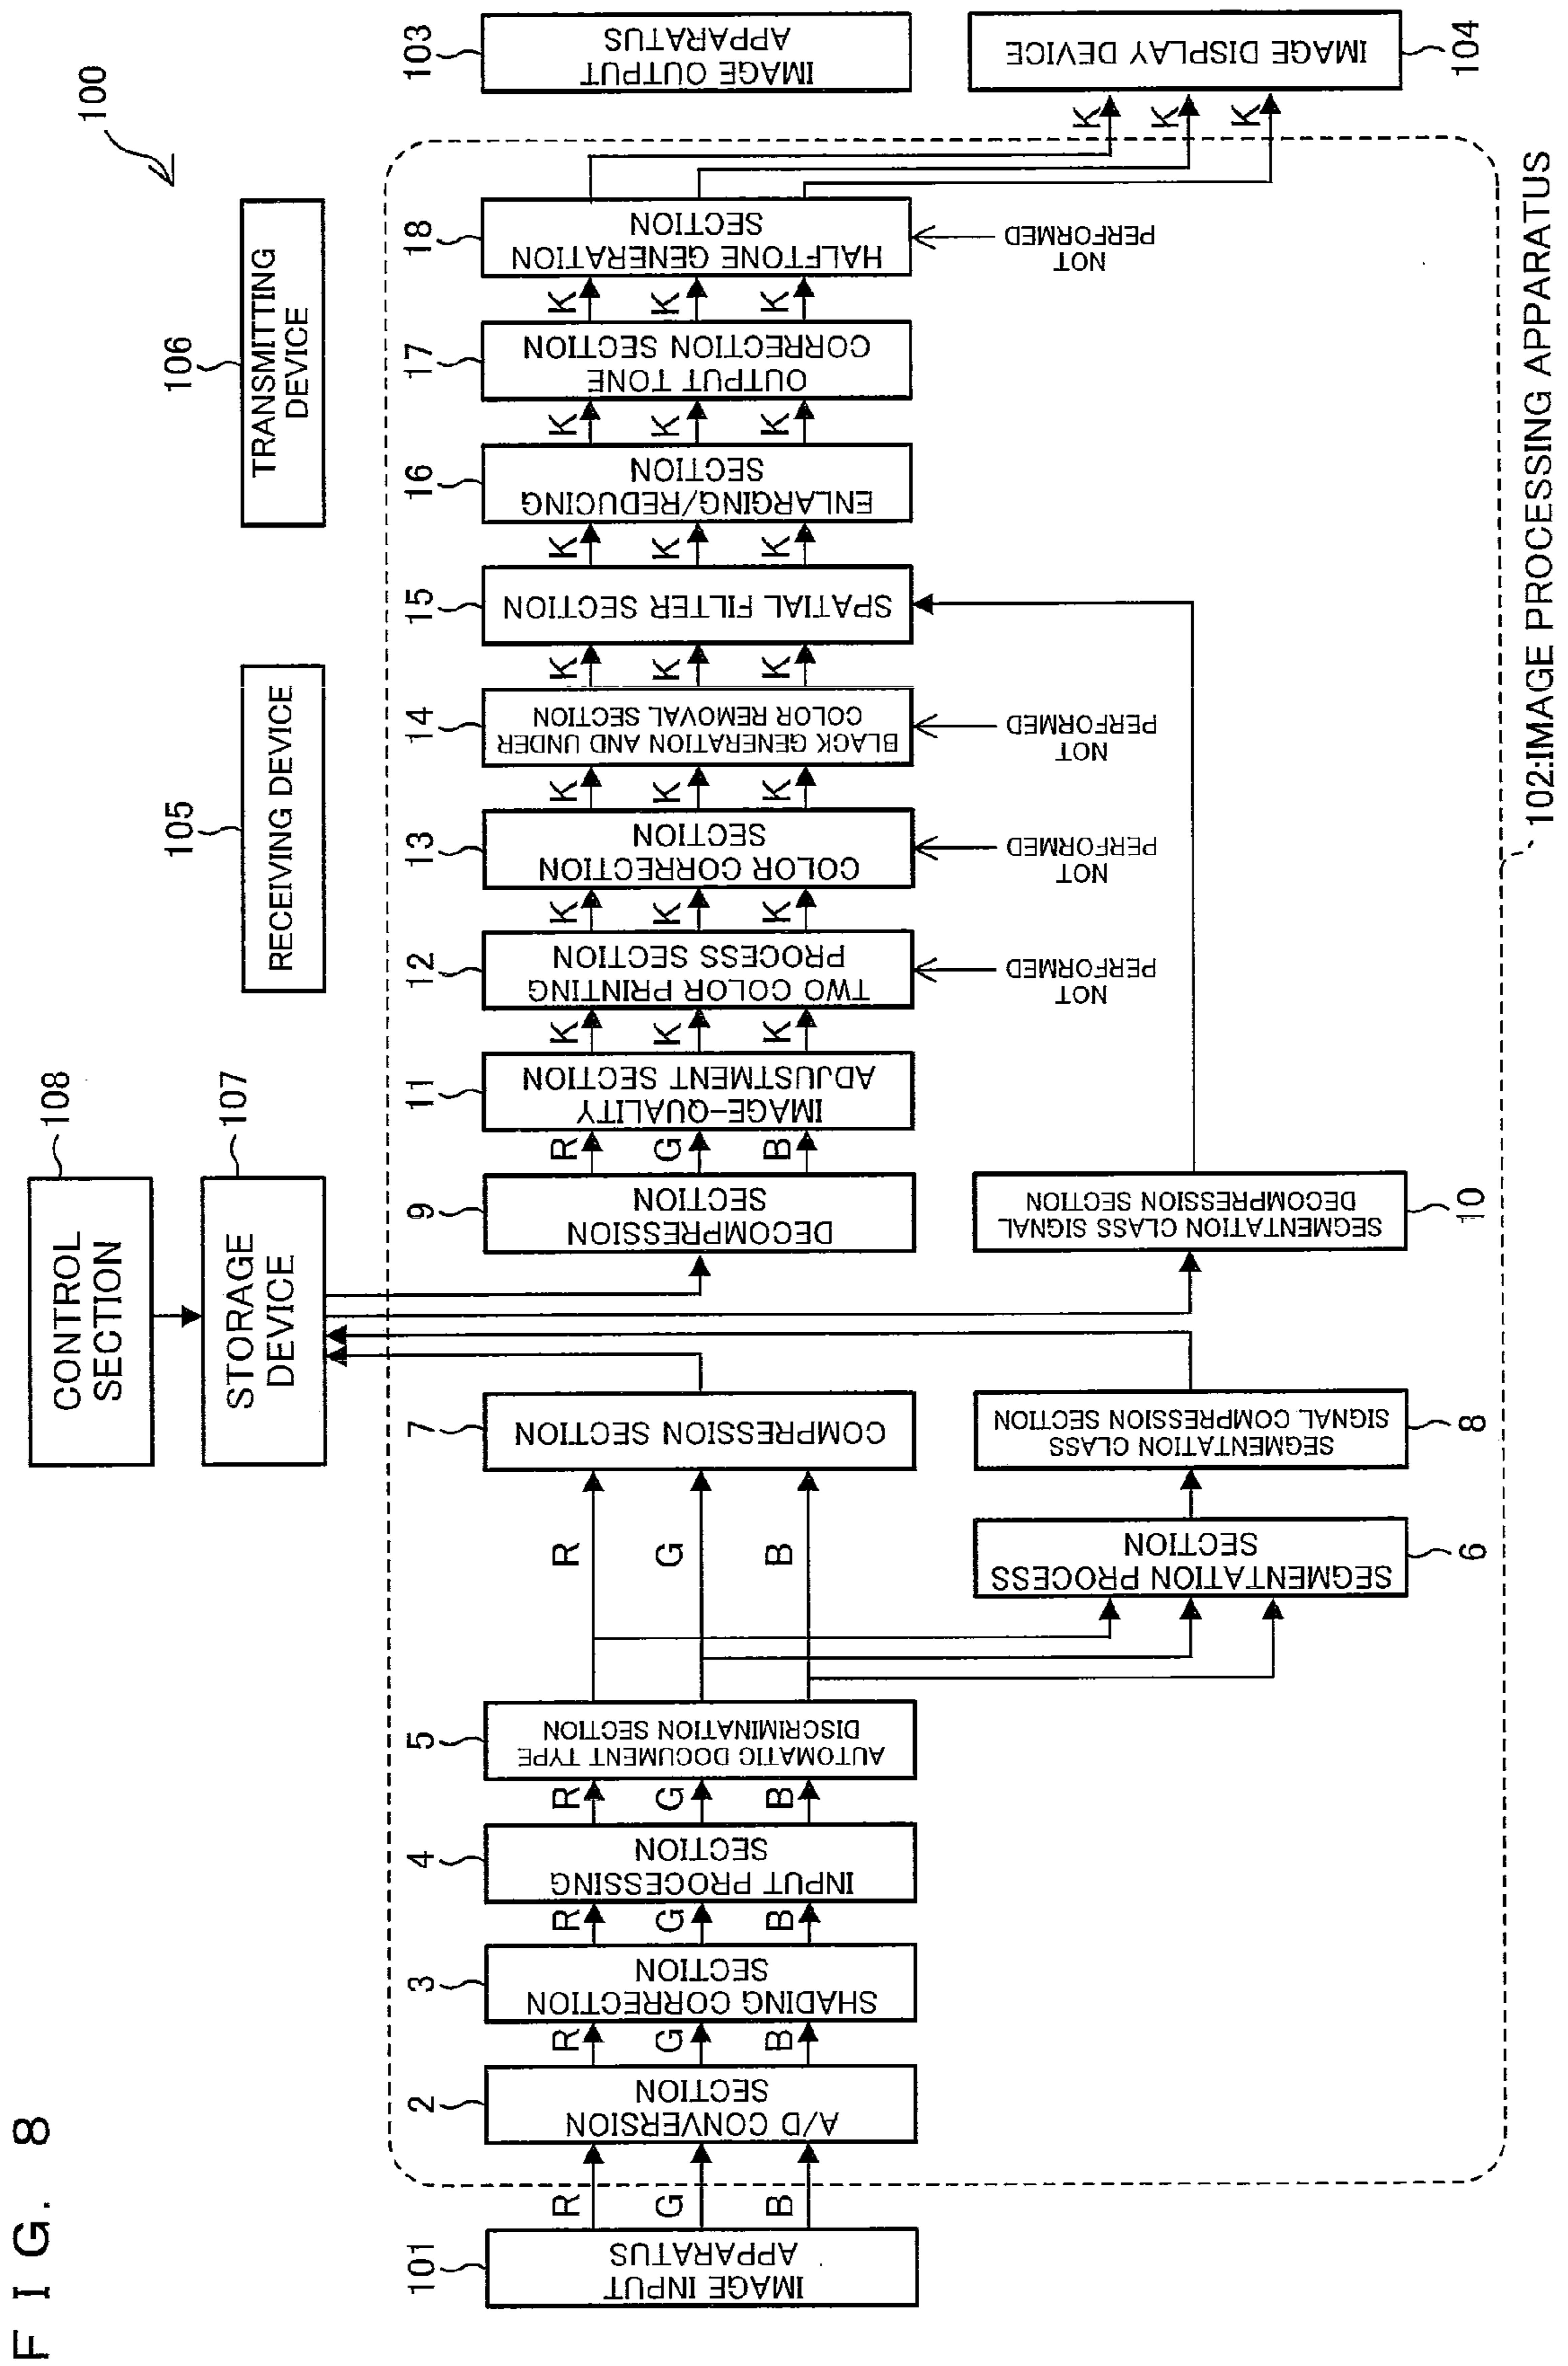 FIG. 8
100
108
CONTROL
SECTION
107
STORAGE
DEVICE
105
RECEIVING DEVICE
106
TRANSMITTING
DEVICE
101
IMAGE INPUT
APPARATUS
R
G
B
2
A/D CONVERSION
SECTION
R
G
B
3
SHADING CORRECTION
SECTION
R
G
B
4
INPUT PROCESSING
SECTION
R
G
B
5
AUTOMATIC DOCUMENT TYPE
DISCRIMINATION SECTION
R
G
B
7
COMPRESSION SECTION
9
DECOMPRESSION
SECTION
R
G
B
11
IMAGE-QUALITY
ADJUSTMENT SECTION
K
K
K
12
TWO COLOR PRINTING
PROCESS SECTION
K
K
K
13
COLOR CORRECTION
SECTION
K
K
K
14
BLACK GENERATION AND UNDER
COLOR REMOVAL SECTION
K
K
K
15
SPATIAL FILTER SECTION
K
K
K
16
ENLARGING/REDUCING
SECTION
K
K
K
17
OUTPUT TONE
CORRECTION SECTION
K
K
K
18
HALFTONE GENERATION
SECTION
103
IMAGE OUTPUT
APPARATUS
K
K
K
IMAGE DISPLAY DEVICE
104
NOT
PERFORMED
NOT
PERFORMED
NOT
PERFORMED
NOT
PERFORMED
SEGMENTATION PROCESS
SECTION
6
SEGMENTATION CLASS
SIGNAL COMPRESSION SECTION
8
SEGMENTATION CLASS SIGNAL
DECOMPRESSION SECTION
10
102:IMAGE PROCESSING APPARATUS